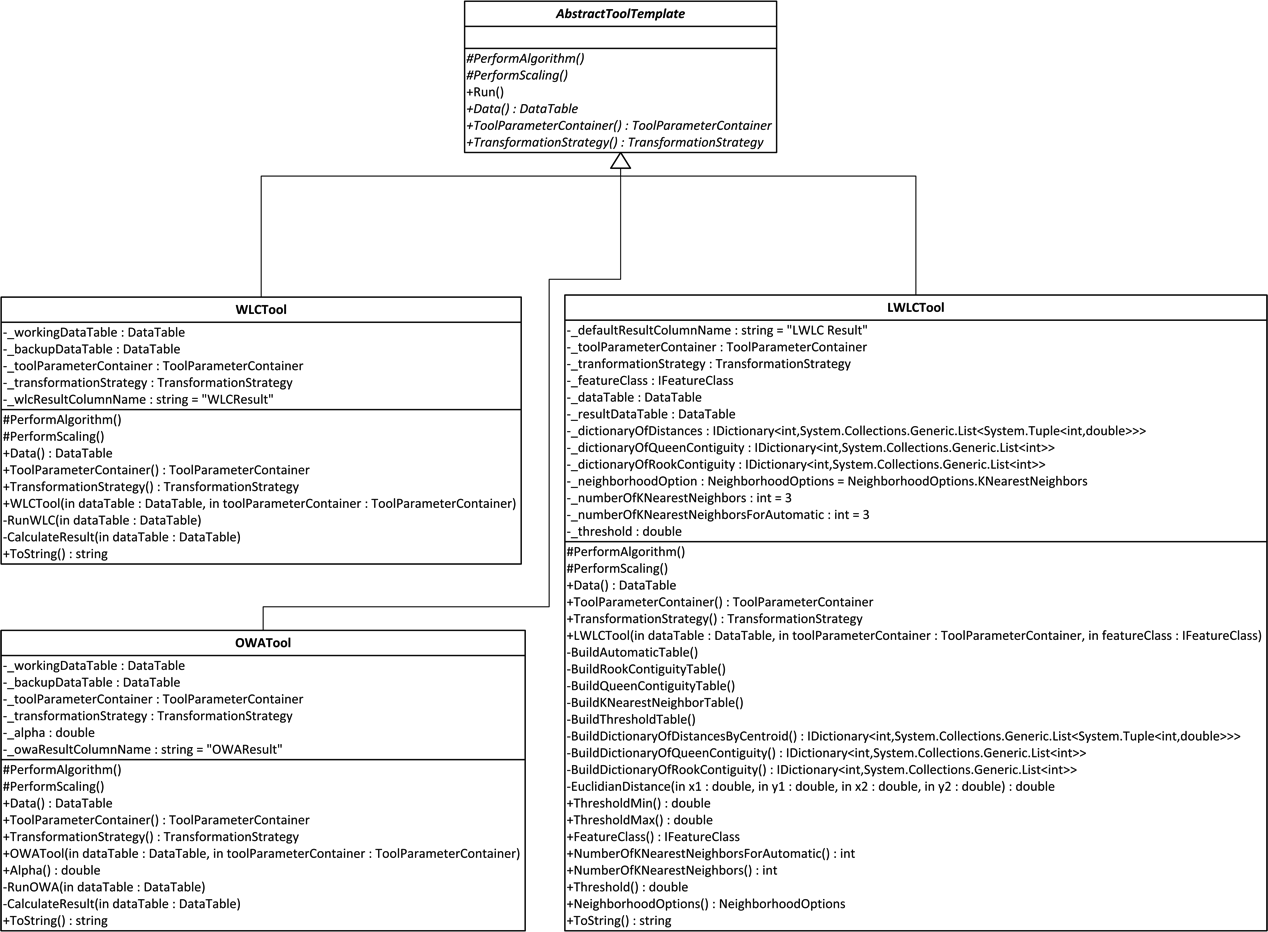 AbstractToolTemplate
#PerformAlgorithm()
#PerformScaling()
+Run()
+Data() : DataTable
+ToolParameterContainer() : ToolParameterContainer
+TransformationStrategy() : TransformationStrategy
WLCTool
-_workingDataTable : DataTable
-_backupDataTable : DataTable
-_toolParameterContainer : ToolParameterContainer
-_transformationStrategy : TransformationStrategy
-_wlcResultColumnName : string = "WLCResult"
#PerformAlgorithm()
#PerformScaling()
+Data() : DataTable
+ToolParameterContainer() : ToolParameterContainer
+TransformationStrategy() : TransformationStrategy
+WLCTool(in dataTable : DataTable, in toolParameterContainer : ToolParameterContainer)
-RunWLC(in dataTable : DataTable)
-CalculateResult(in dataTable : DataTable)
+ToString() : string
OWATool
-_workingDataTable : DataTable
-_backupDataTable : DataTable
-_toolParameterContainer : ToolParameterContainer
-_transformationStrategy : TransformationStrategy
-_alpha : double
-_owaResultColumnName : string = "OWAResult"
#PerformAlgorithm()
#PerformScaling()
+Data() : DataTable
+ToolParameterContainer() : ToolParameterContainer
+TransformationStrategy() : TransformationStrategy
+OWATool(in dataTable : DataTable, in toolParameterContainer : ToolParameterContainer)
+Alpha() : double
-RunOWA(in dataTable : DataTable)
-CalculateResult(in dataTable : DataTable)
+ToString() : string
LWLCTool
-_defaultResultColumnName : string = "LWLC Result"
-_toolParameterContainer : ToolParameterContainer
-_tranformationStrategy : TransformationStrategy
-_featureClass : IFeatureClass
-_dataTable : DataTable
-_resultDataTable : DataTable
-_dictionaryOfDistances : IDictionary<int,System.Collections.Generic.List<System.Tuple<int,double>>>
-_dictionaryOfQueenContiguity : IDictionary<int,System.Collections.Generic.List<int>>
-_dictionaryOfRookContiguity : IDictionary<int,System.Collections.Generic.List<int>>
-_neighborhoodOption : NeighborhoodOptions = NeighborhoodOptions.KNearestNeighbors
-_numberOfKNearestNeighbors : int = 3
-_numberOfKNearestNeighborsForAutomatic : int = 3
-_threshold : double
#PerformAlgorithm()
#PerformScaling()
+Data() : DataTable
+ToolParameterContainer() : ToolParameterContainer
+TransformationStrategy() : TransformationStrategy
+LWLCTool(in dataTable : DataTable, in toolParameterContainer : ToolParameterContainer, in featureClass : IFeatureClass)
-BuildAutomaticTable()
-BuildRookContiguityTable()
-BuildQueenContiguityTable()
-BuildKNearestNeighborTable()
-BuildThresholdTable()
-BuildDictionaryOfDistancesByCentroid() : IDictionary<int,System.Collections.Generic.List<System.Tuple<int,double>>>
-BuildDictionaryOfQueenContiguity() : IDictionary<int,System.Collections.Generic.List<int>>
-BuildDictionaryOfRookContiguity() : IDictionary<int,System.Collections.Generic.List<int>>
-EuclidianDistance(in x1 : double, in y1 : double, in x2 : double, in y2 : double) : double
+ThresholdMin() : double
+ThresholdMax() : double
+FeatureClass() : IFeatureClass
+NumberOfKNearestNeighborsForAutomatic() : int
+NumberOfKNearestNeighbors() : int
+Threshold() : double
+NeighborhoodOptions() : NeighborhoodOptions
+ToString() : string